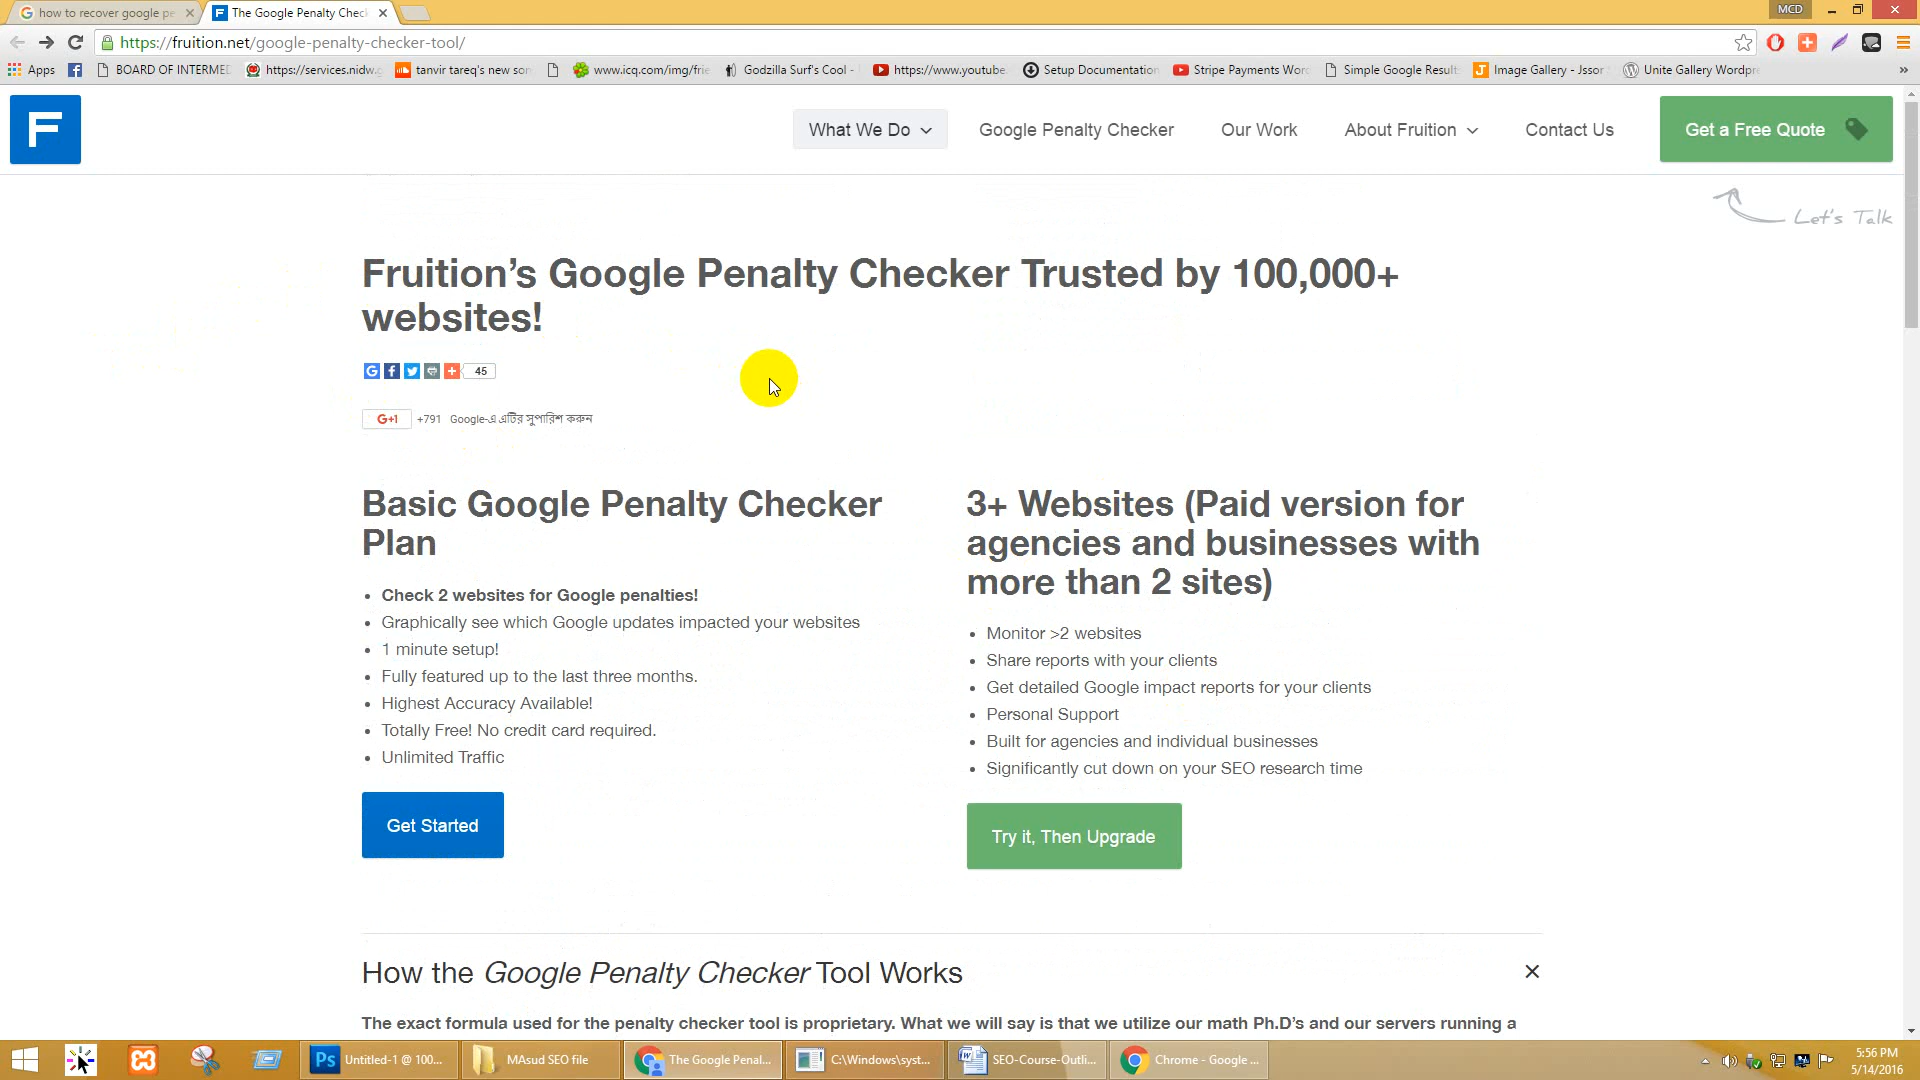 how to recover google pe
The Google Penalty Chec
MCD
https://fruition.net/google-penalty-checker-tool/
Apps
BOARD OF INTERMED
https://services.nidw.g
tanvir tareq's new son
www.icq.com/img/frie
Godzilla Surf's Cool -
https://www.youtube.
Setup Documentation
Stripe Payments Word
Simple Google Result
Image Gallery - Jssor
Unite Gallery Wordpre
F
What We Do
Google Penalty Checker
Our Work
About Fruition
Contact Us
Get a Free Quote
Let's Talk
Fruition’s Google Penalty Checker Trusted by 100,000+
websites!
45
G+1 +791 Google-এ এটির সুপারিশ করুন
Basic Google Penalty Checker
Plan
• Check 2 websites for Google penalties!
• Graphically see which Google updates impacted your websites
• 1 minute setup!
• Fully featured up to the last three months.
• Highest Accuracy Available!
• Totally Free! No credit card required.
• Unlimited Traffic
Get Started
3+ Websites (Paid version for
agencies and businesses with
more than 2 sites)
• Monitor >2 websites
• Share reports with your clients
• Get detailed Google impact reports for your clients
• Personal Support
• Built for agencies and individual businesses
• Significantly cut down on your SEO research time
Try it, Then Upgrade
How the Google Penalty Checker Tool Works
The exact formula used for the penalty checker tool is proprietary. What we will say is that we utilize our math Ph.D’s and our servers running a
Ps Untitled-1 @ 100...
MAsud SEO file
The Google Penal...
C:\Windows\syst...
SEO-Course-Outli...
Chrome - Google ...
5:56 PM
5/14/2016